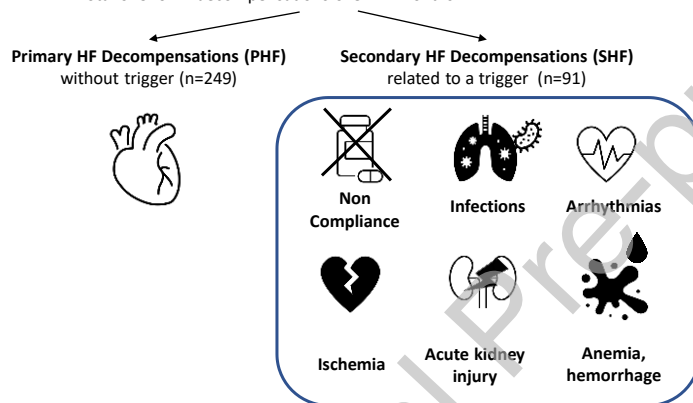 Primary HF Decompensations (PHF)
without trigger (n=249)
Secondary HF Decompensations (SHF)
related to a trigger (n=91)
Non
Compliance
Infections
Arrhythmias
Ischemia
Acute kidney
injury
Anemia,
hemorrhage